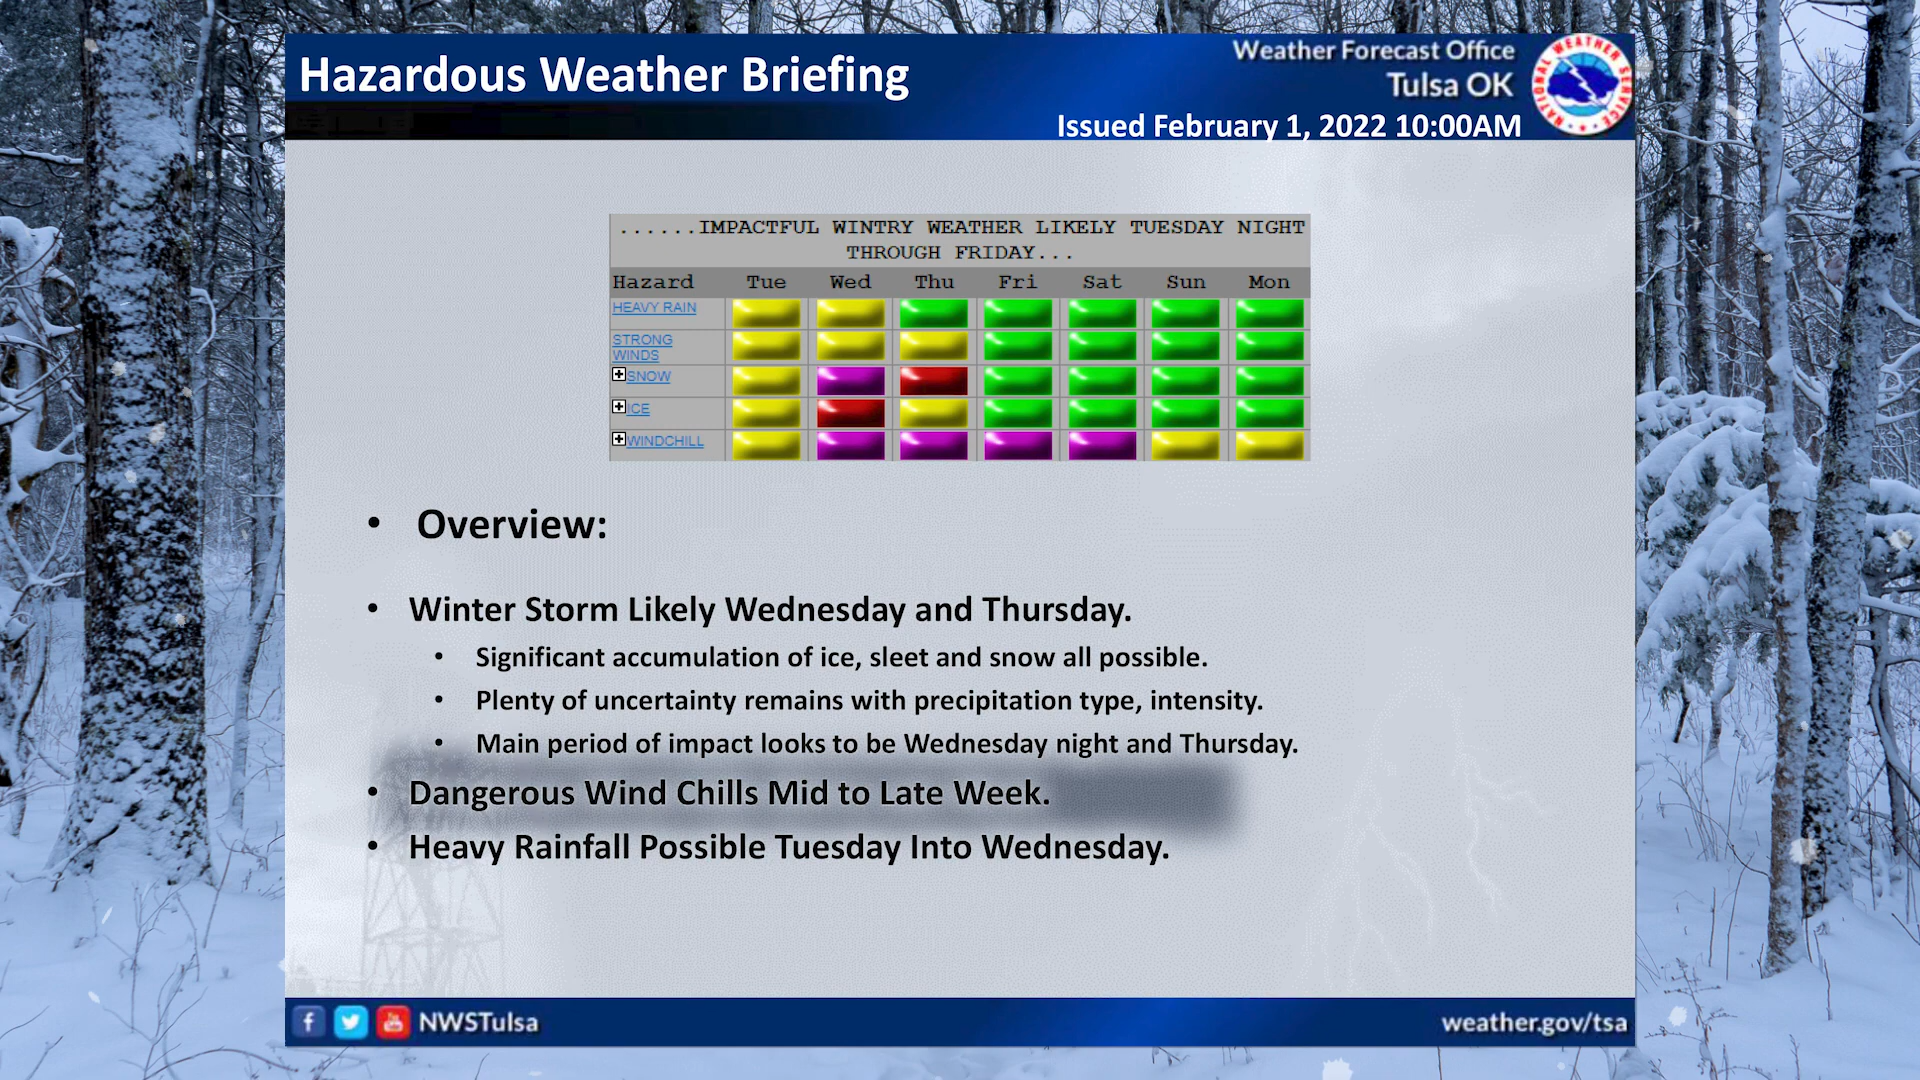 Hazardous Weather Briefing
Weather Forecast Office
Tulsa OK
Issued February 1, 2022 10:00AM
NATIONAL WEATHER SERVICE
......IMPACTFUL WINTRY WEATHER LIKELY TUESDAY NIGHT
THROUGH FRIDAY...
Hazard Tue Wed Thu Fri Sat Sun Mon
HEAVY RAIN
STRONG
WINDS
SNOW
ICE
WINDCHILL
• Overview:
• Winter Storm Likely Wednesday and Thursday.
• Significant accumulation of ice, sleet and snow all possible.
• Plenty of uncertainty remains with precipitation type, intensity.
• Main period of impact looks to be Wednesday night and Thursday.
• Dangerous Wind Chills Mid to Late Week.
• Heavy Rainfall Possible Tuesday Into Wednesday.
NWSTulsa
weather.gov/tsa